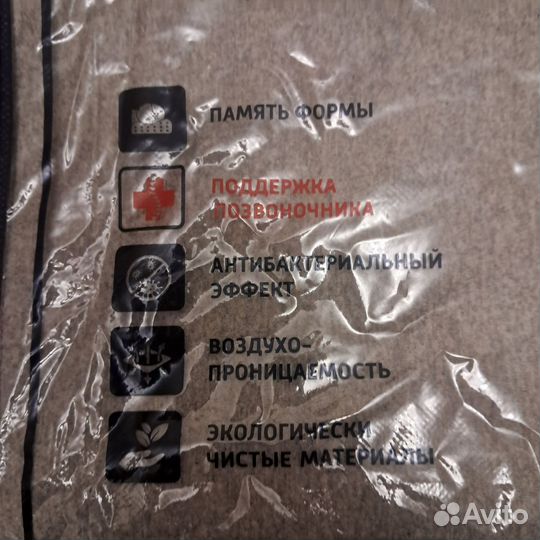 ПАМЯТЬ ФОРМЫ
ПОДДЕРЖКА
ПОЗВОНОЧНИКА
АНТИБАКТЕРИАЛЬНЫЙ
ЭФФЕКТ
ВОЗДУХО-
ПРОНИЦАЕМОСТЬ
ЭКОЛОГИЧЕСКИ
ЧИСТЫЕ МАТЕРИАЛЫ
Avito